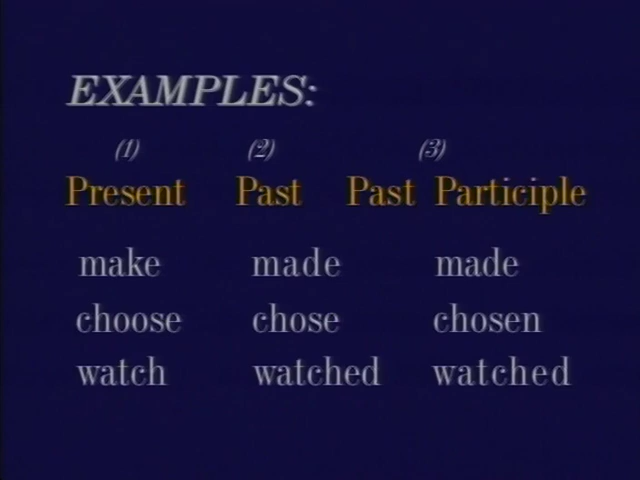 EXAMPLES:
(1) (2) (3)
Present Past Past Participle
make made made
choose chose chosen
watch watched watched